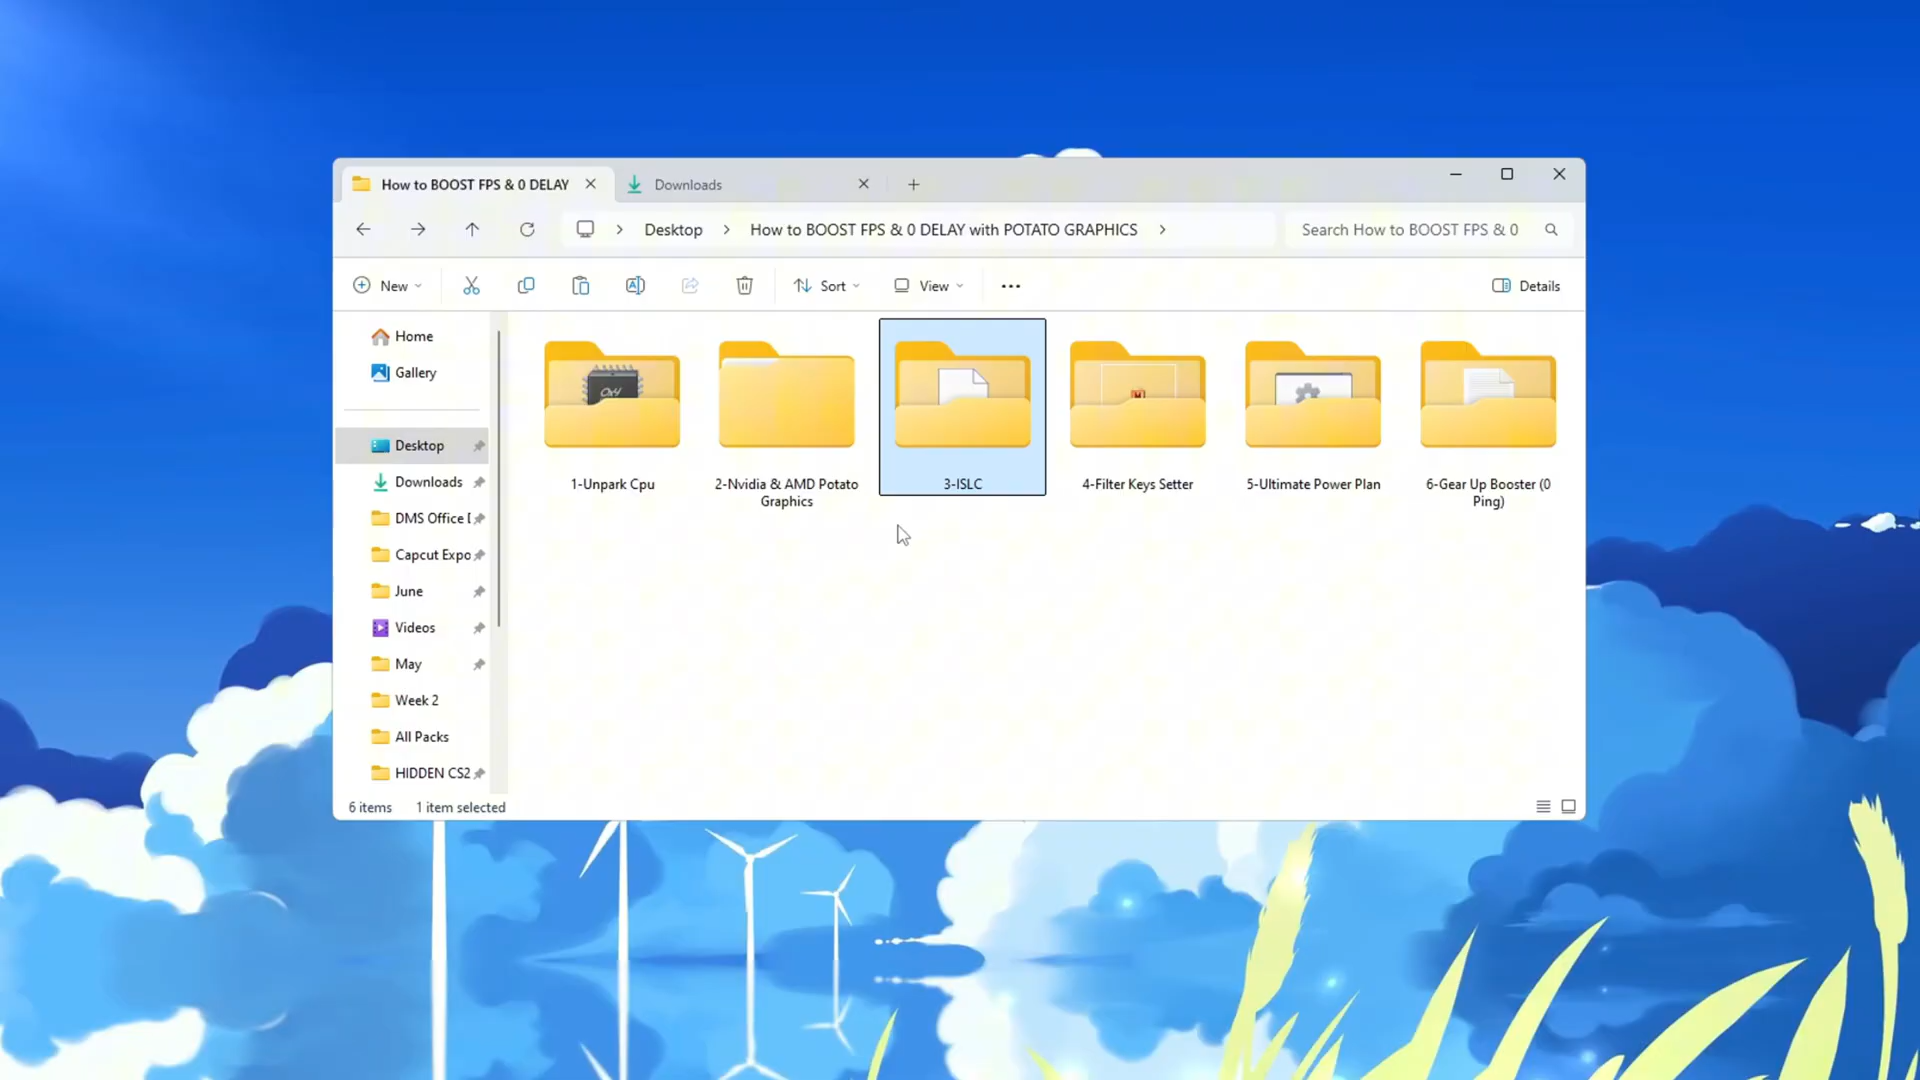 How to BOOST FPS & 0 DELAY
Downloads
Desktop
How to BOOST FPS & 0 DELAY with POTATO GRAPHICS
Search How to BOOST FPS & 0
New
Sort
View
Details
Home
Gallery
Desktop
Downloads
DMS Office
Capcut Expo
June
Videos
May
Week 2
All Packs
HIDDEN CS2
1-Unpark Cpu
2-Nvidia & AMD Potato
Graphics
3-ISLC
4-Filter Keys Setter
5-Ultimate Power Plan
6-Gear Up Booster (0
Ping)
6 items
1 item selected